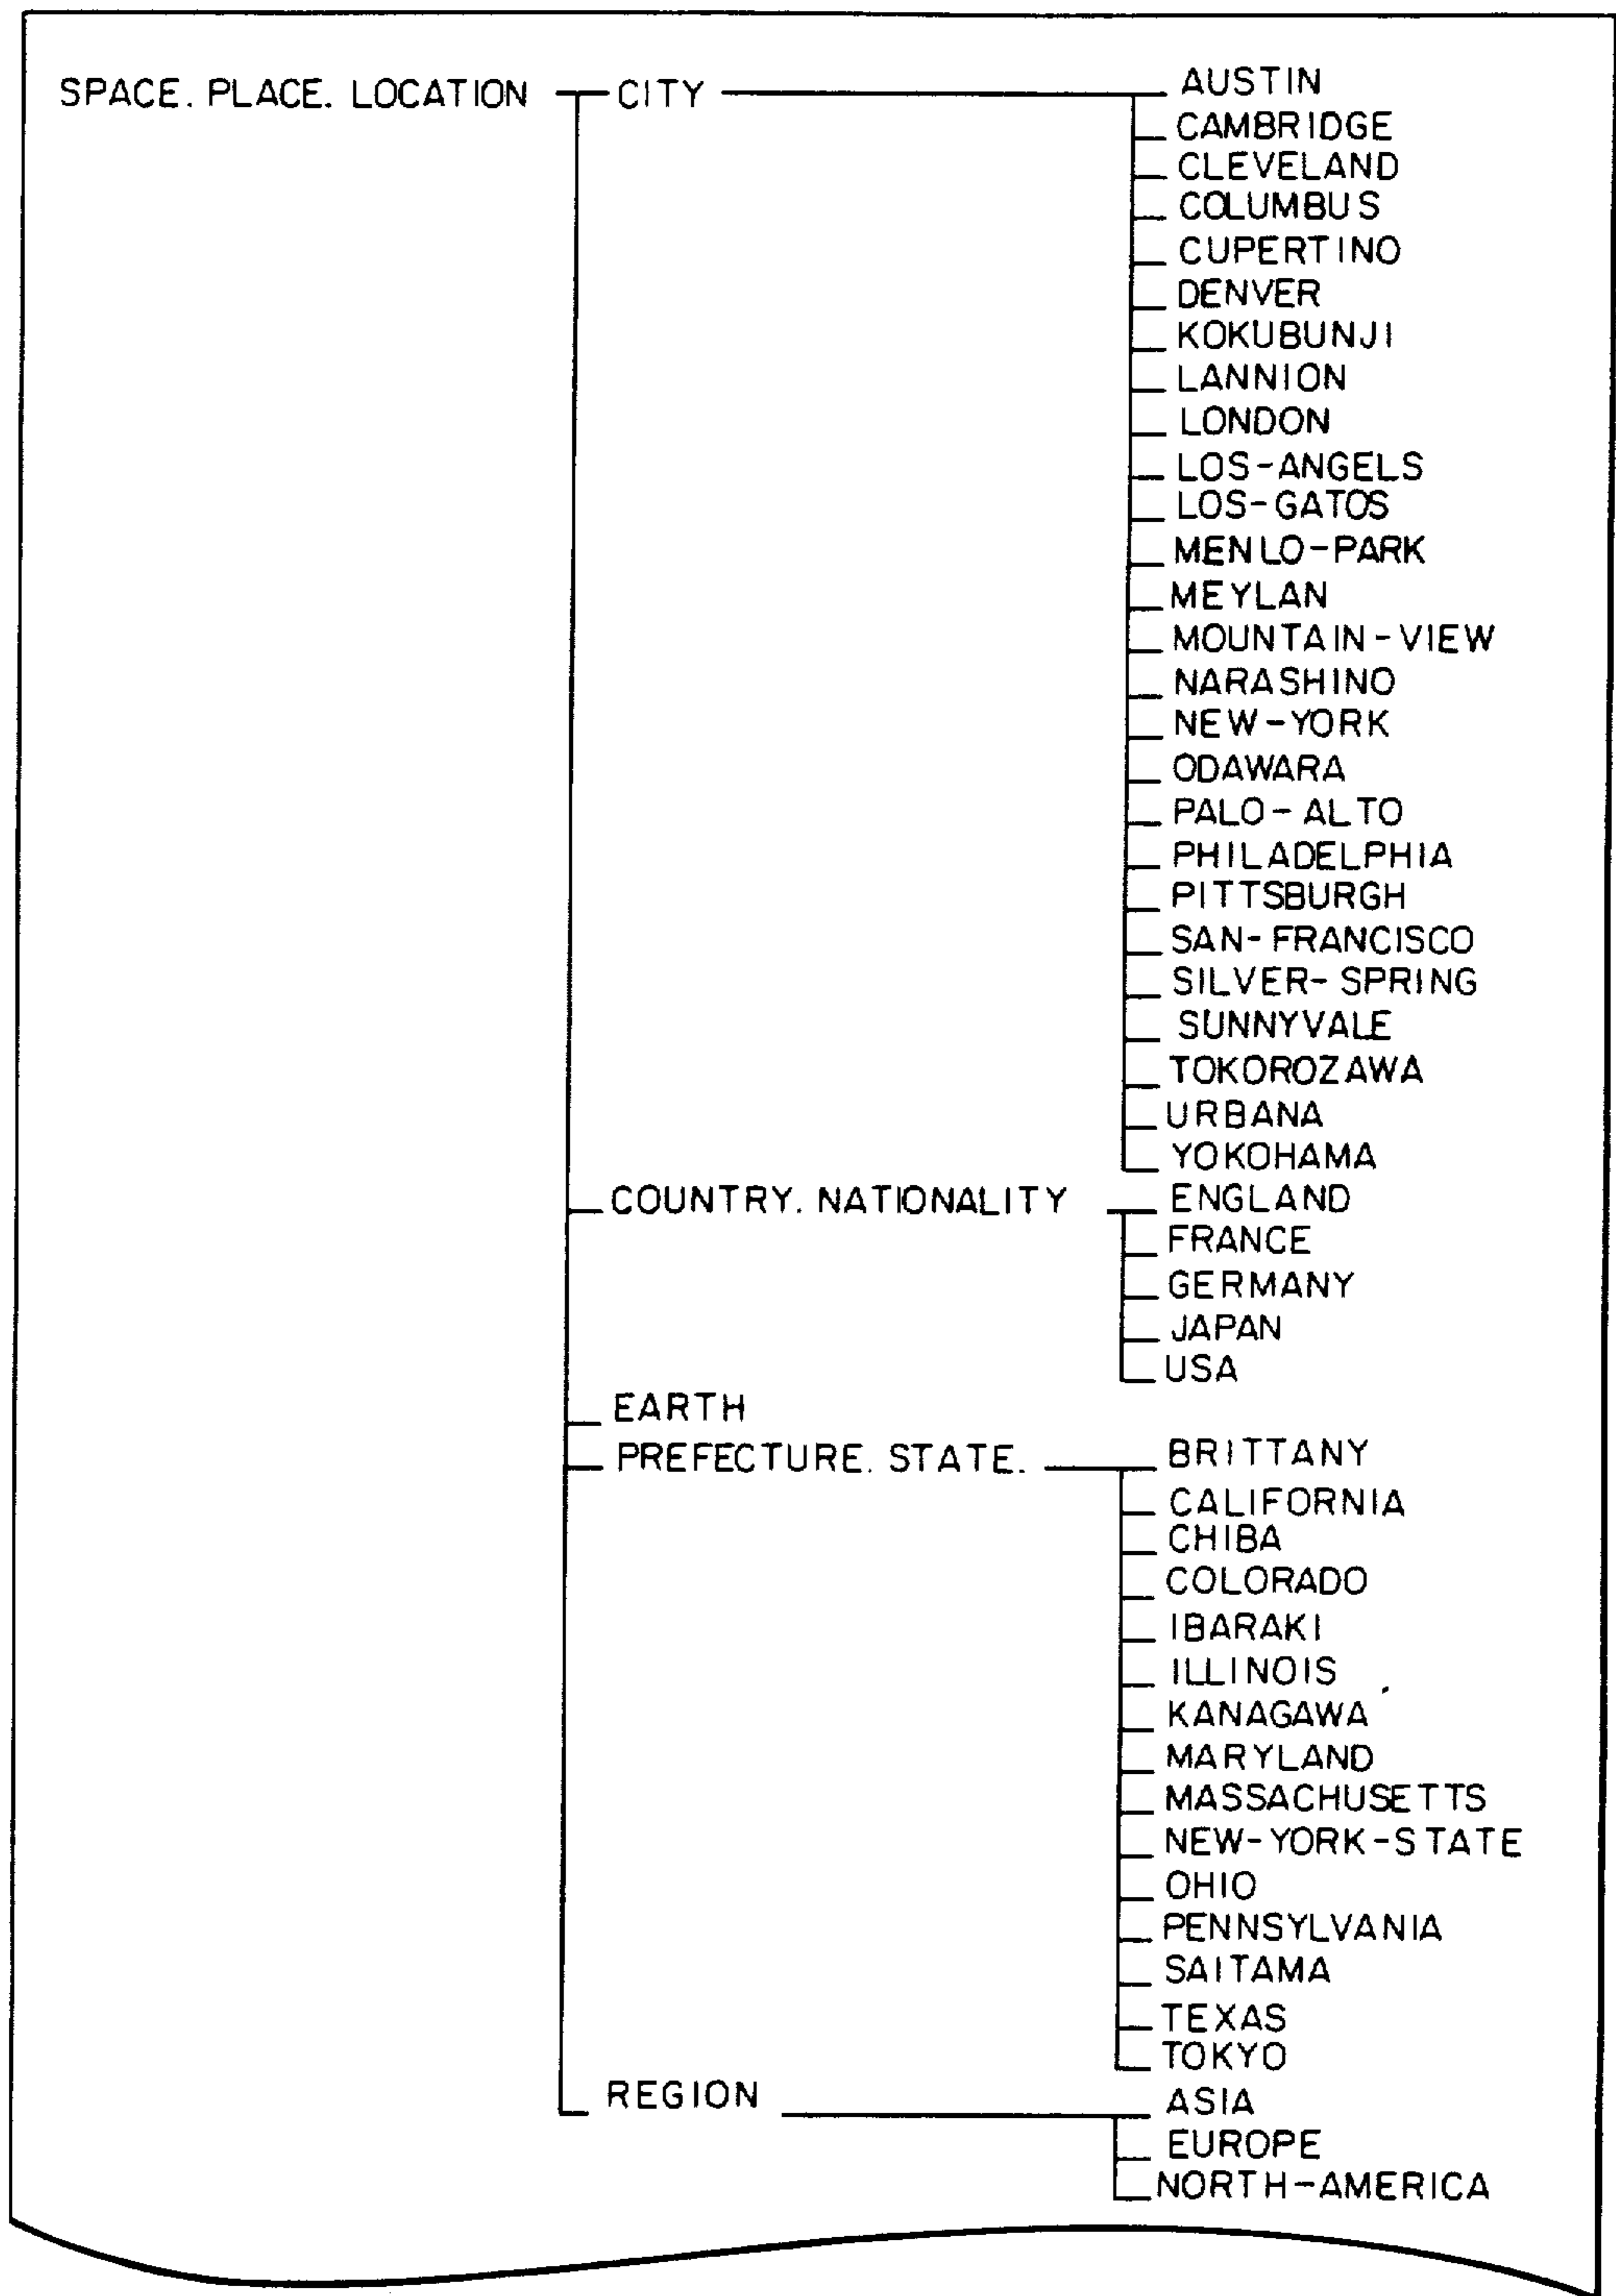 SPACE. PLACE. LOCATION CITY AUSTIN
CAMBRIDGE
CLEVELAND
COLUMBUS
CUPERTINO
DENVER
KOKUBUNJI
LANNION
LONDON
LOS-ANGELS
LOS-GATOS
MENLO-PARK
MEYLAN
MOUNTAIN-VIEW
NARASHINO
NEW-YORK
ODAWARA
PALO-ALTO
PHILADELPHIA
PITTSBURGH
SAN-FRANCISCO
SILVER-SPRING
SUNNYVALE
TOKOROZAWA
URBANA
YOKOHAMA
COUNTRY. NATIONALITY ENGLAND
FRANCE
GERMANY
JAPAN
USA
EARTH
PREFECTURE. STATE. BRITTANY
CALIFORNIA
CHIBA
COLORADO
IBARAKI
ILLINOIS
KANAGAWA
MARYLAND
MASSACHUSETTS
NEW-YORK-STATE
OHIO
PENNSYLVANIA
SAITAMA
TEXAS
TOKYO
REGION ASIA
EUROPE
NORTH-AMERICA